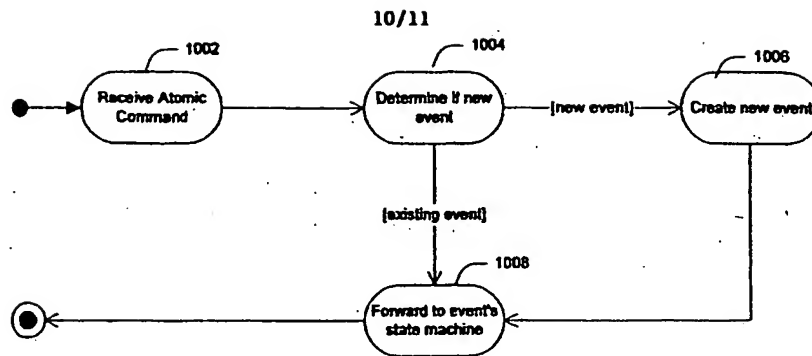 10/11
1002
1004
1006
Receive Atomic
Command
Determine if new
event
[new event]
Create new event
[existing event]
1008
Forward to event's
state machine